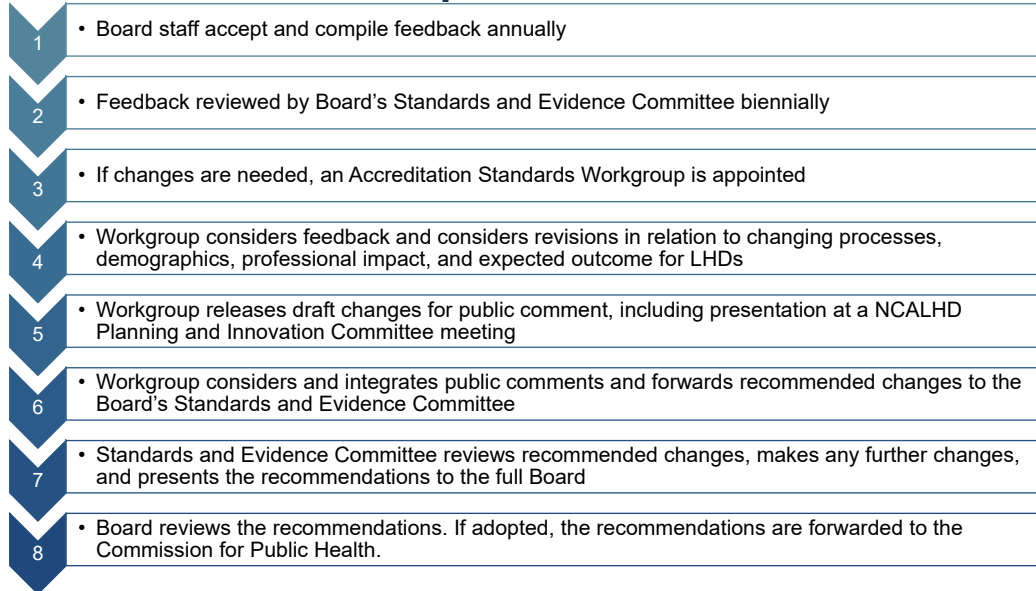 1
• Board staff accept and compile feedback annually
2
• Feedback reviewed by Board's Standards and Evidence Committee biennially
3
• If changes are needed, an Accreditation Standards Workgroup is appointed
4
• Workgroup considers feedback and considers revisions in relation to changing processes,
demographics, professional impact, and expected outcome for LHDs
5
• Workgroup releases draft changes for public comment, including presentation at a NCALHD
Planning and Innovation Committee meeting
6
• Workgroup considers and integrates public comments and forwards recommended changes to the
Board's Standards and Evidence Committee
7
• Standards and Evidence Committee reviews recommended changes, makes any further changes,
and presents the recommendations to the full Board
8
• Board reviews the recommendations. If adopted, the recommendations are forwarded to the
Commission for Public Health.